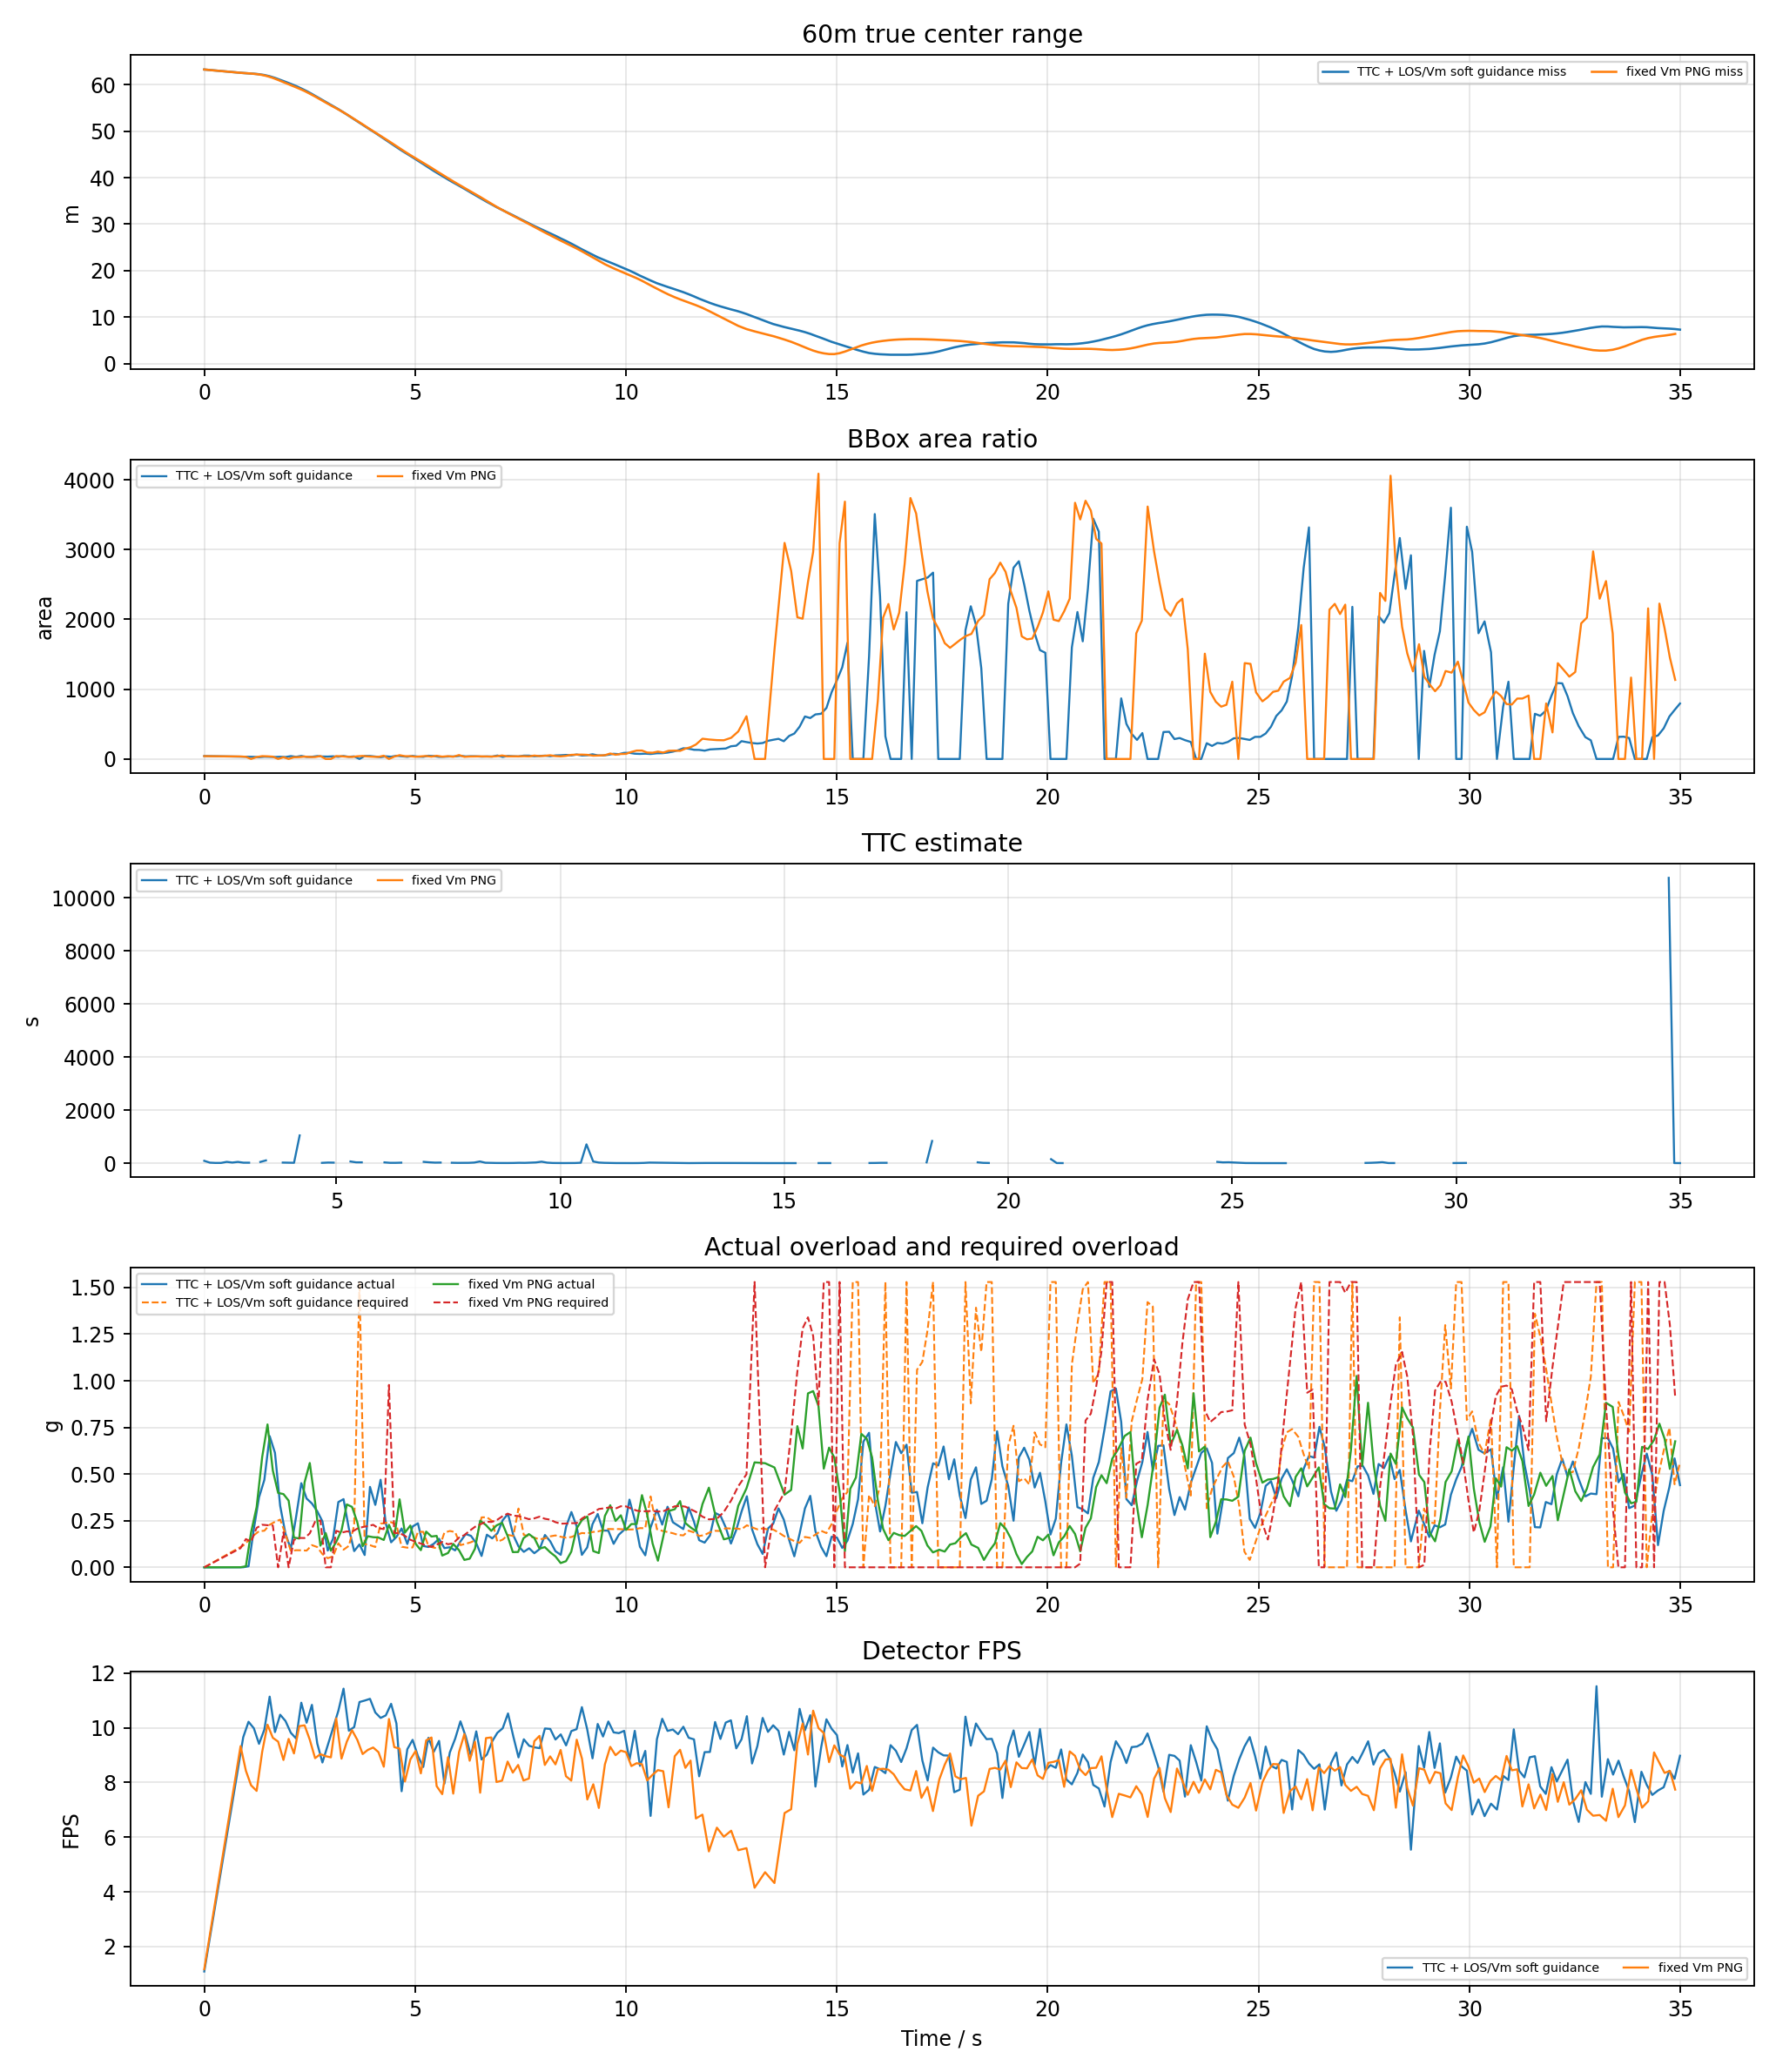 60m true center range
TTC + LOS/Vm soft guidance miss fixed Vm PNG miss
m
60
50
40
30
20
10
0
0 5 10 15 20 25 30 35
BBox area ratio
TTC + LOS/Vm soft guidance fixed Vm PNG
area
4000
3000
2000
1000
0
0 5 10 15 20 25 30 35
TTC estimate
TTC + LOS/Vm soft guidance fixed Vm PNG
s
10000
8000
6000
4000
2000
0
5 10 15 20 25 30 35
Actual overload and required overload
TTC + LOS/Vm soft guidance actual fixed Vm PNG actual
TTC + LOS/Vm soft guidance required fixed Vm PNG required
g
1.50
1.25
1.00
0.75
0.50
0.25
0.00
0 5 10 15 20 25 30 35
Detector FPS
FPS
12
10
8
6
4
2
TTC + LOS/Vm soft guidance fixed Vm PNG
0 5 10 15 20 25 30 35
Time / s